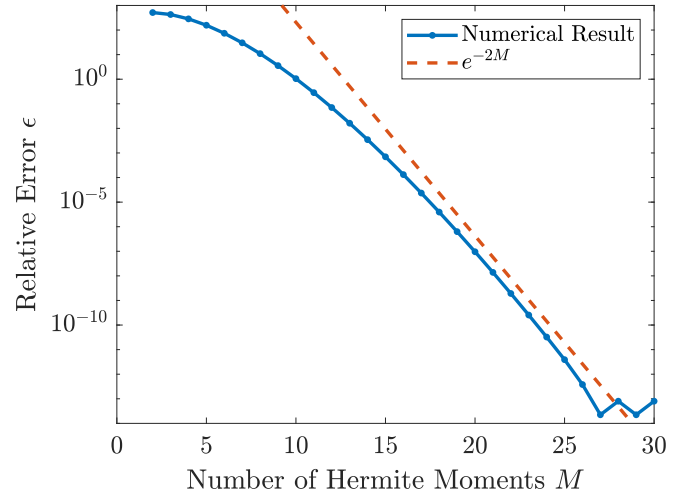 Relative Error ϵ
10^0
10^{-5}
10^{-10}
Numerical Result
e^{-2M}
0 5 10 15 20 25 30
Number of Hermite Moments M